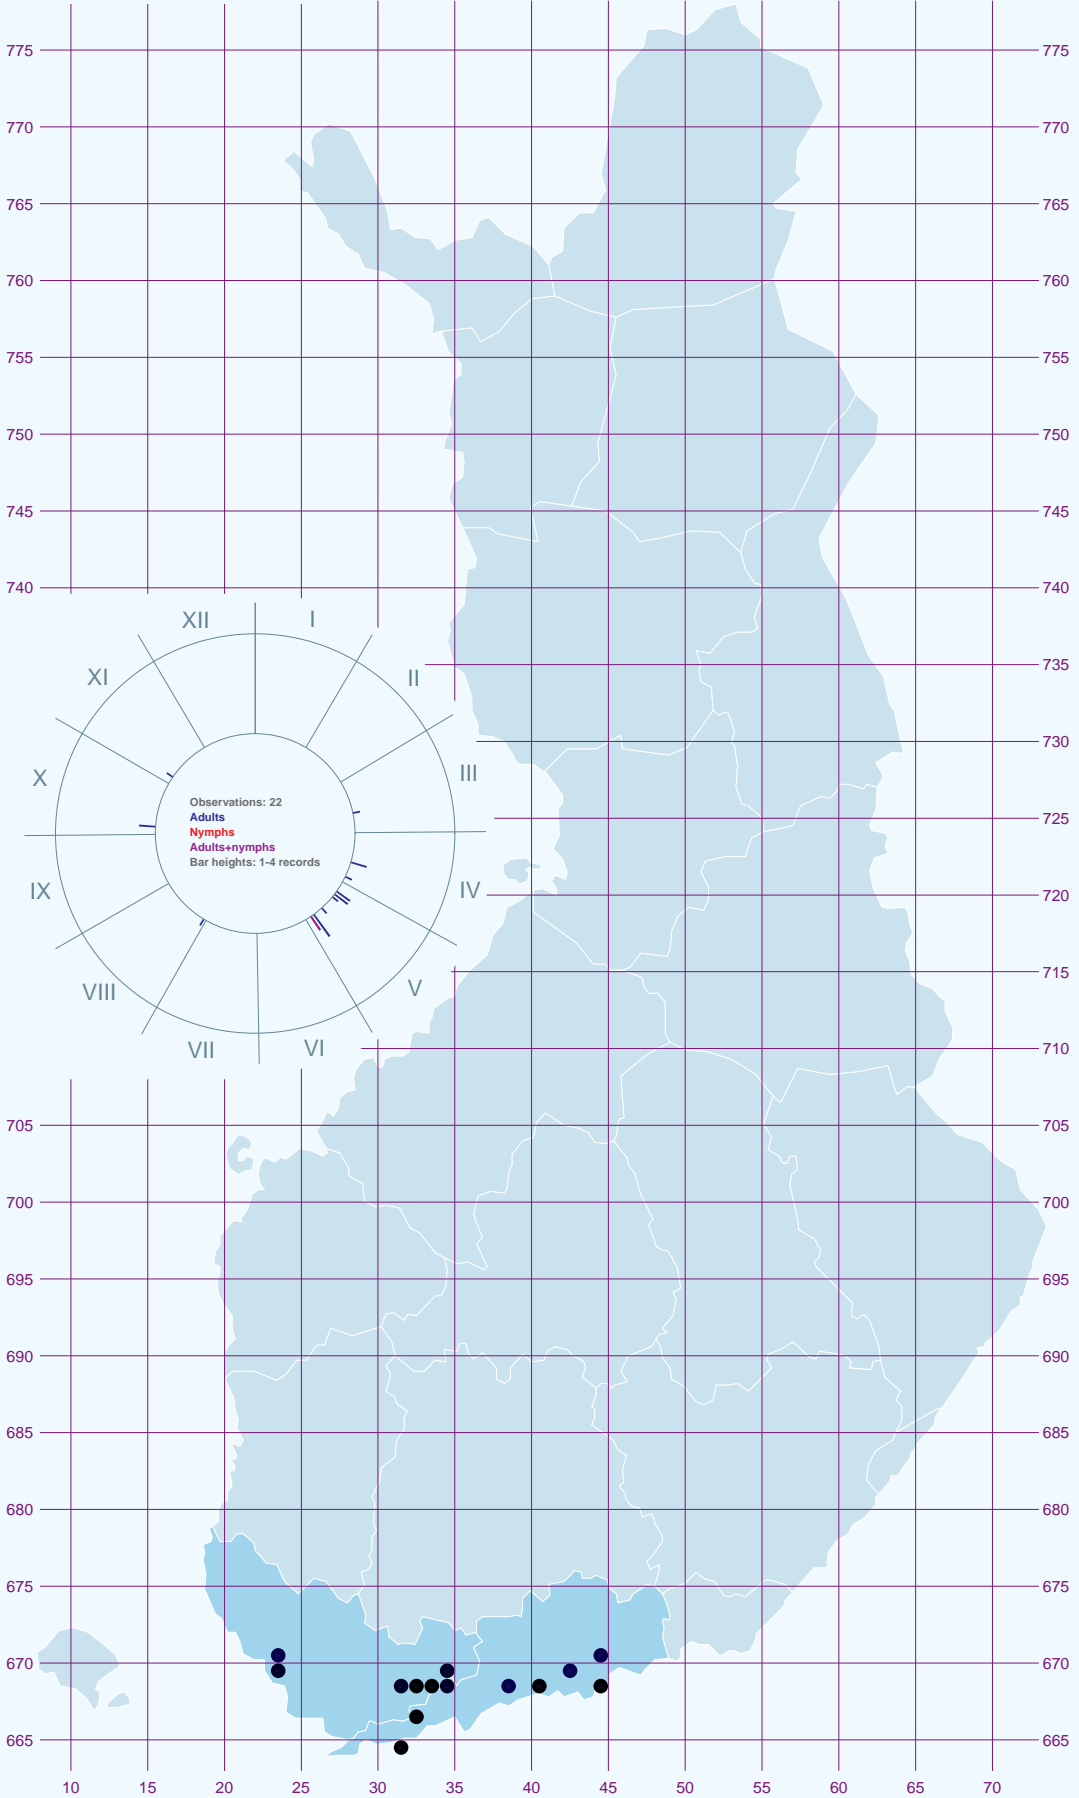 775 775
770 770
765 765
760 760
755 755
750 750
745 745
740 740
735
730
725
720
715
710
705 705
700 700
695 695
690 690
685 685
680 680
675 675
670 670
665 665
XII I
XI II
X III
IX IV
VIII V
VII VI
Observations: 22
Adults
Nymphs
Adults+nymphs
Bar heights: 1-4 records
10 15 20 25 30 35 40 45 50 55 60 65 70